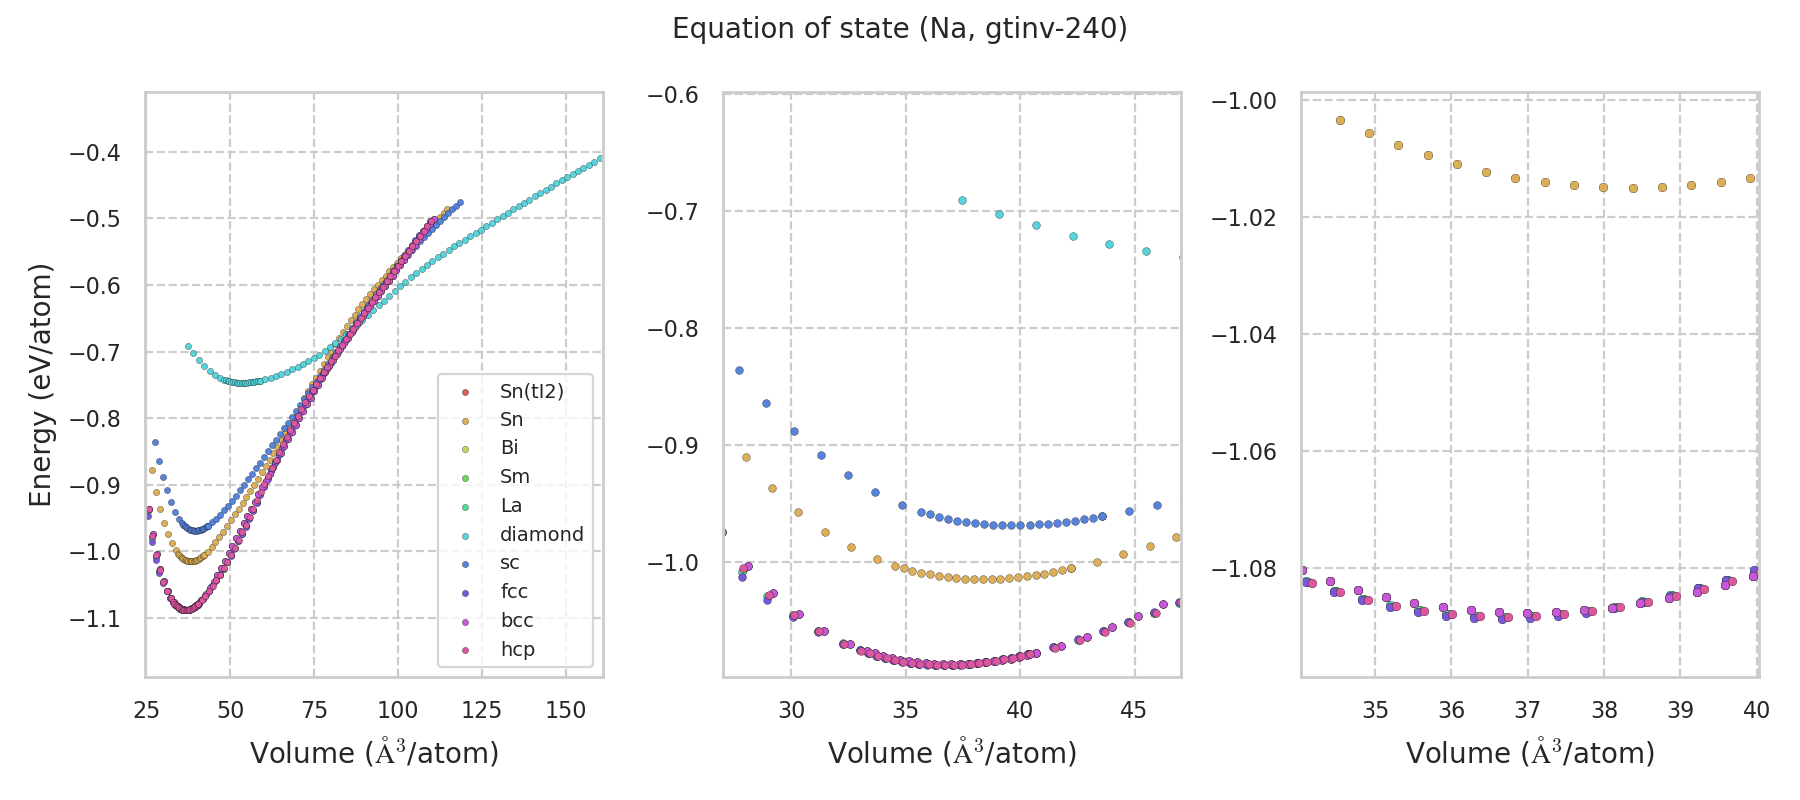 Equation of state (Na, gtinv-240)
Energy (eV/atom)
−0.4
−0.5
−0.6
−0.7
−0.8
−0.9
−1.0
−1.1
25 50 75 100 125 150
Volume (Å³/atom)
Sn(tI2)
Sn
Bi
Sm
La
diamond
sc
fcc
bcc
hcp
−0.6
−0.7
−0.8
−0.9
−1.0
30 35 40 45
Volume (Å³/atom)
−1.00
−1.02
−1.04
−1.06
−1.08
35 36 37 38 39 40
Volume (Å³/atom)